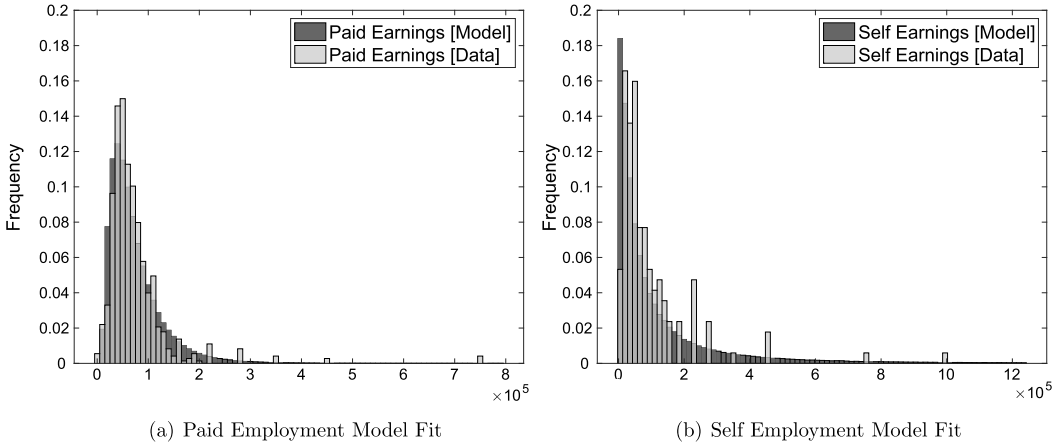 Paid Earnings [Model]
Paid Earnings [Data]
Frequency
0.2
0.18
0.16
0.14
0.12
0.1
0.08
0.06
0.04
0.02
0
0 1 2 3 4 5 6 7 8
×10^5
(a) Paid Employment Model Fit
Self Earnings [Model]
Self Earnings [Data]
Frequency
0.2
0.18
0.16
0.14
0.12
0.1
0.08
0.06
0.04
0.02
0
0 2 4 6 8 10 12
×10^5
(b) Self Employment Model Fit